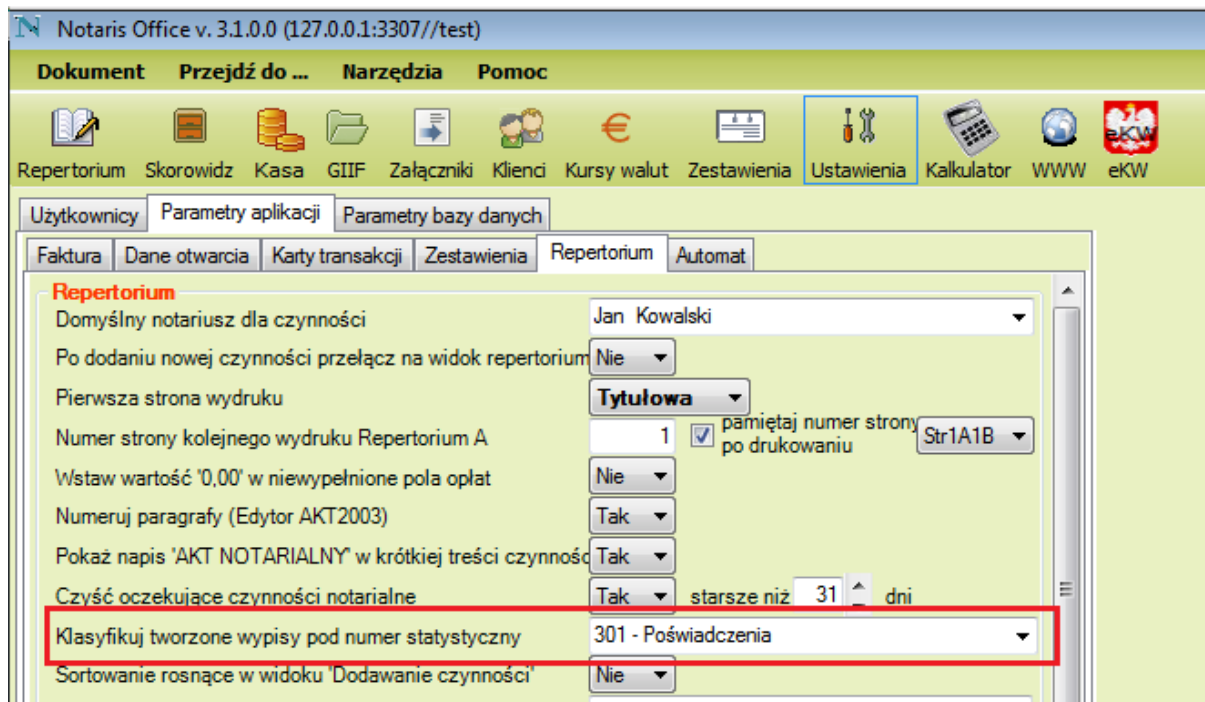 Notaris Office v. 3.1.0.0 (127.0.0.1:3307//test)
Dokument Przejdź do ... Narzędzia Pomoc
eKW
Repertorium Skorowidz Kasa GIIF Załączniki Klienci Kursy walut Zestawienia Ustawienia Kalkulator WWW eKW
Użytkownicy Parametry aplikacji Parametry bazy danych
Faktura Dane otwarcia Karty transakcji Zestawienia Repertorium Automat
Repertorium
Domyślny notariusz dla czynności Jan Kowalski
Po dodaniu nowej czynności przełącz na widok repertorium Nie
Pierwsza strona wydruku Tytułowa
Numer strony kolejnego wydruku Repertorium A 1 pamiętaj numer strony po drukowaniu Str1A1B
Wstaw wartość '0,00' w niewypełnione pola opłat Nie
Numeruj paragrafy (Edytor AKT2003) Tak
Pokaż napis 'AKT NOTARIALNY' w krótkiej treści czynnośc Tak
Czyść oczekujące czynności notarialne Tak starsze niż 31 dni
Klasyfikuj tworzone wypisy pod numer statystyczny 301 - Poświadczenia
Sortowanie rosnące w widoku 'Dodawanie czynności' Nie